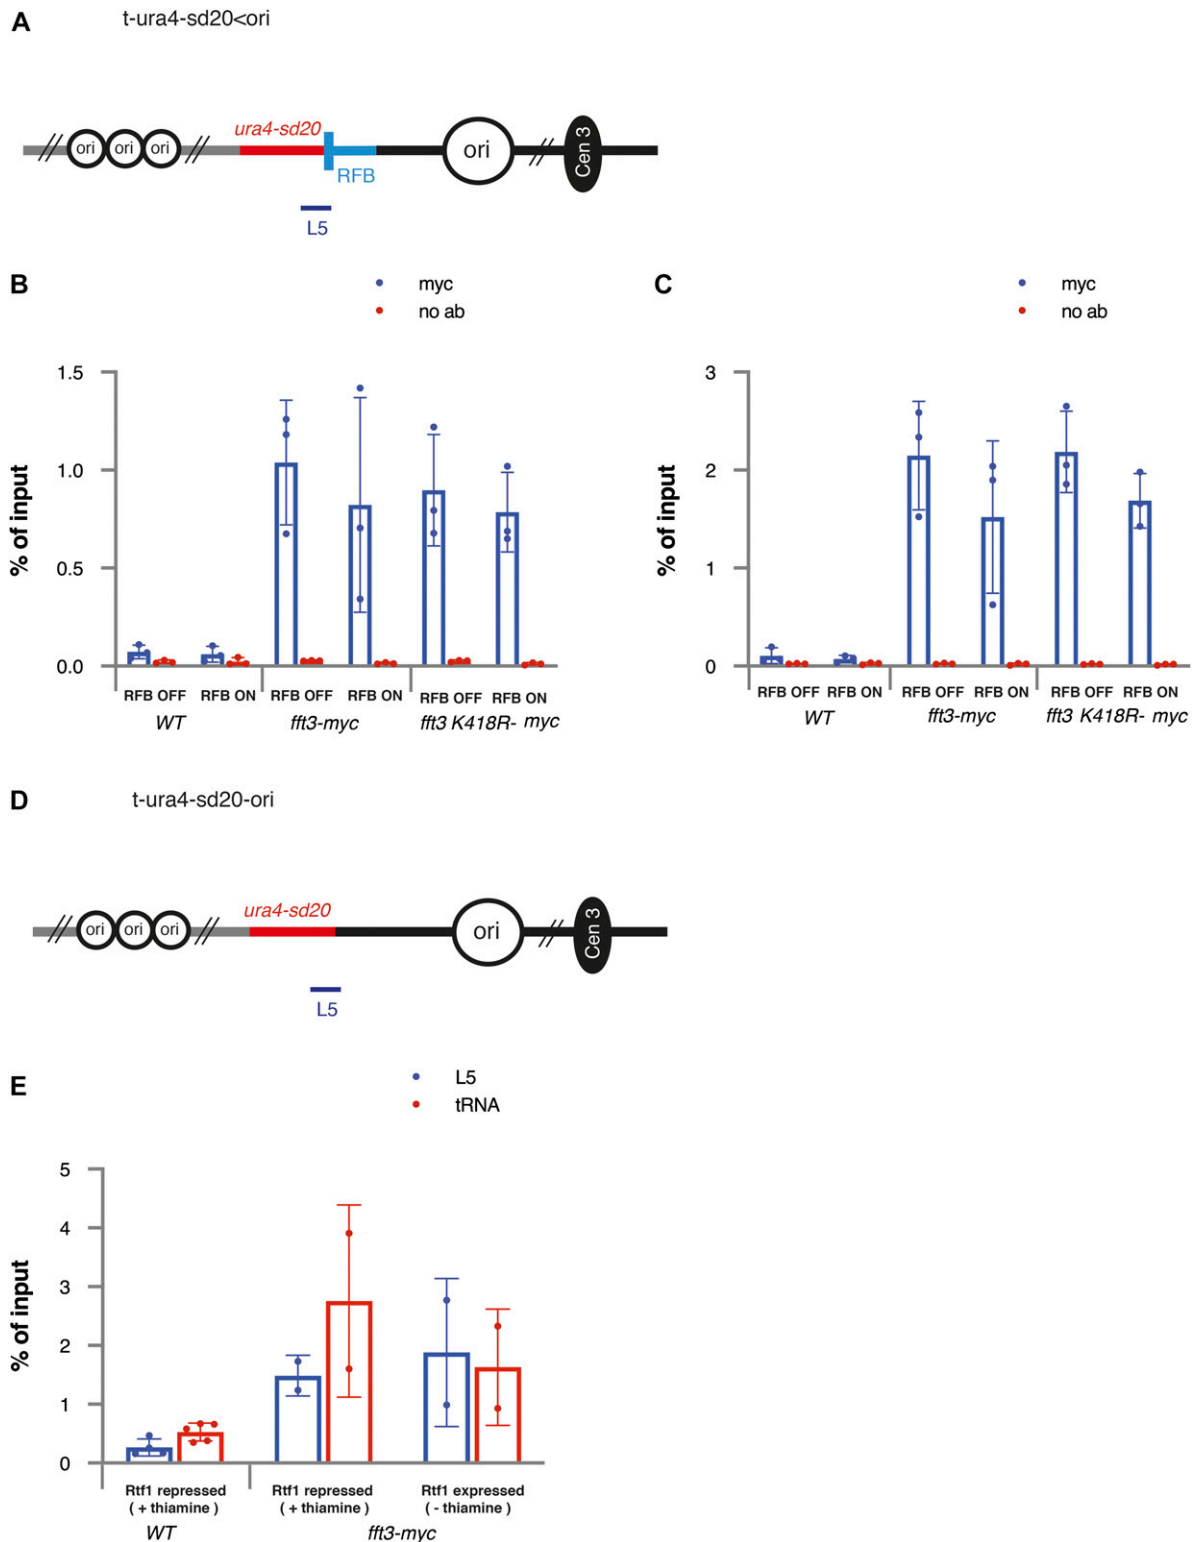 A
t-ura4-sd20<ori
ori ori ori
ura4-sd20
RFB
ori
Cen 3
L5
B
myc
no ab
% of input
1.5
1.0
0.5
0.0
RFB OFF RFB ON RFB OFF RFB ON RFB OFF RFB ON
WT fft3-myc fft3 K418R- myc
C
myc
no ab
% of input
3
2
1
0
RFB OFF RFB ON RFB OFF RFB ON RFB OFF RFB ON
WT fft3-myc fft3 K418R- myc
D
t-ura4-sd20-ori
ori ori ori
ura4-sd20
ori
Cen 3
L5
E
L5
tRNA
% of input
5
4
3
2
1
0
Rtf1 repressed Rtf1 repressed Rtf1 expressed
( + thiamine ) ( + thiamine ) ( - thiamine )
WT fft3-myc